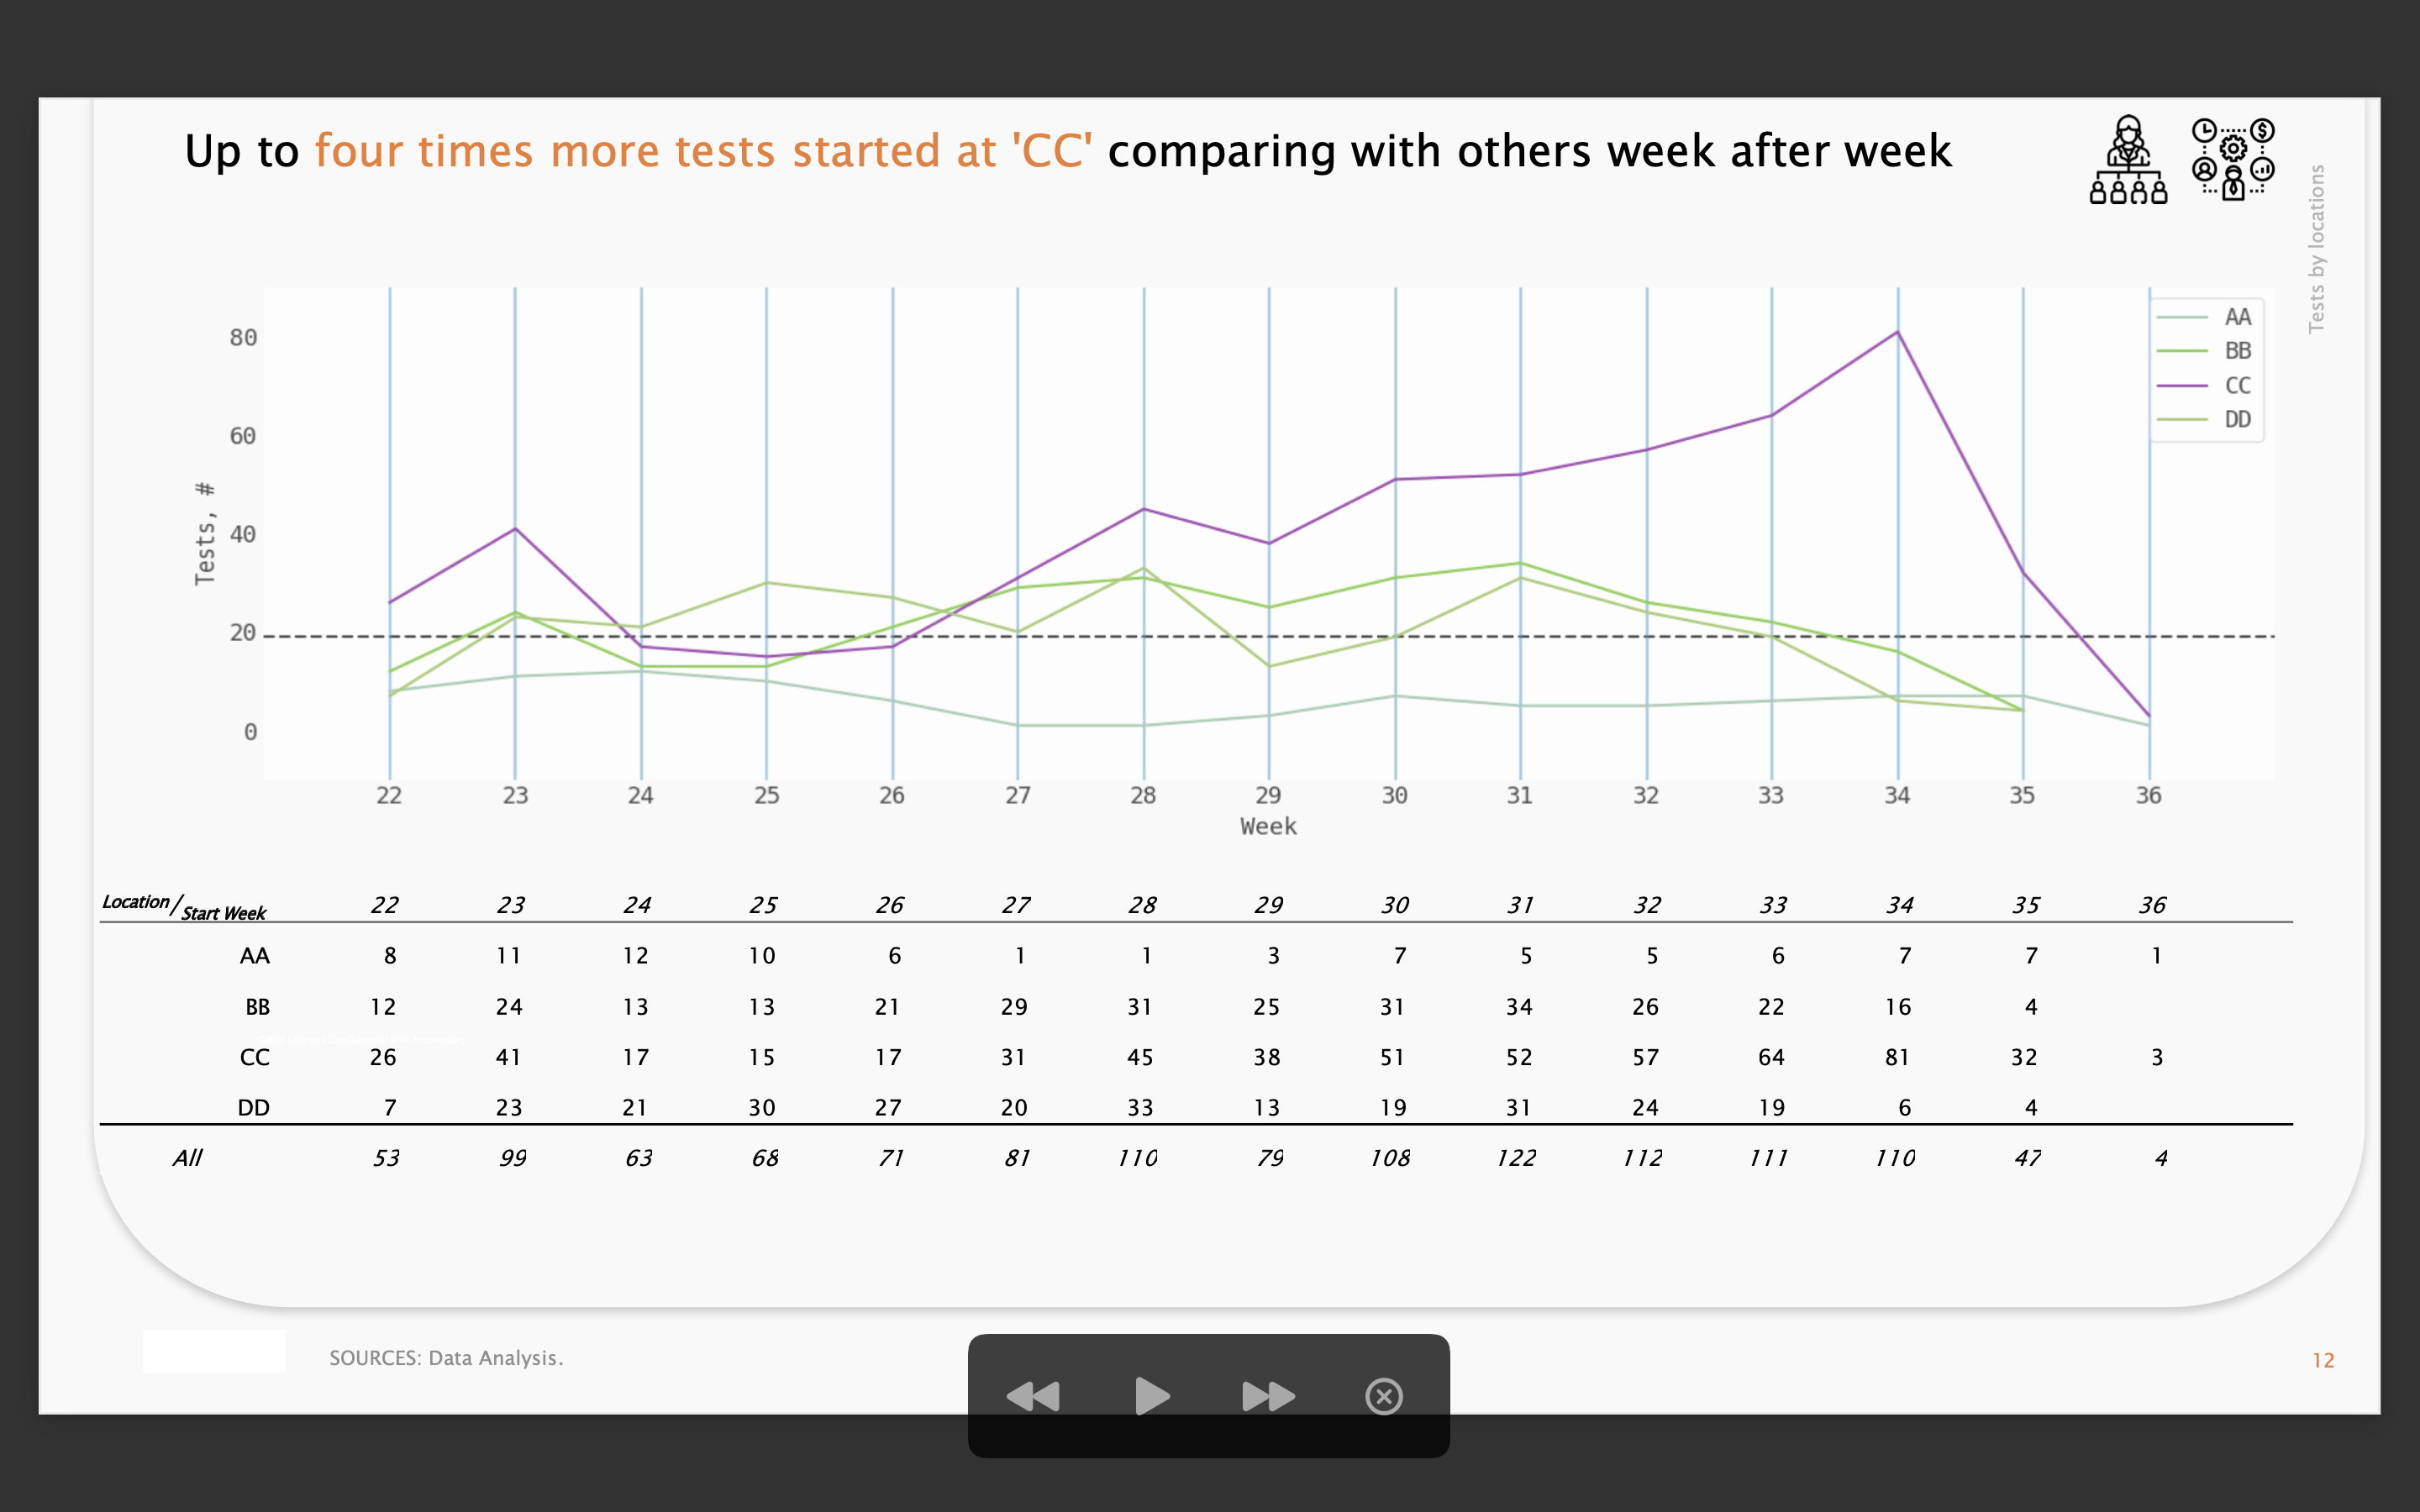 Up to four times more tests started at 'CC' comparing with others week after week
Tests by locations
80
60
40
20
0
Tests, #
AA
BB
CC
DD
22 23 24 25 26 27 28 29 30 31 32 33 34 35 36
Week
Location / Start Week 22 23 24 25 26 27 28 29 30 31 32 33 34 35 36
AA 8 11 12 10 6 1 1 3 7 5 5 6 7 7 1
BB 12 24 13 13 21 29 31 25 31 34 26 22 16 4
CC 26 41 17 15 17 31 45 38 51 52 57 64 81 32 3
DD 7 23 21 30 27 20 33 13 19 31 24 19 6 4
All 53 99 63 68 71 81 110 79 108 122 112 111 110 47 4
SOURCES: Data Analysis.
12